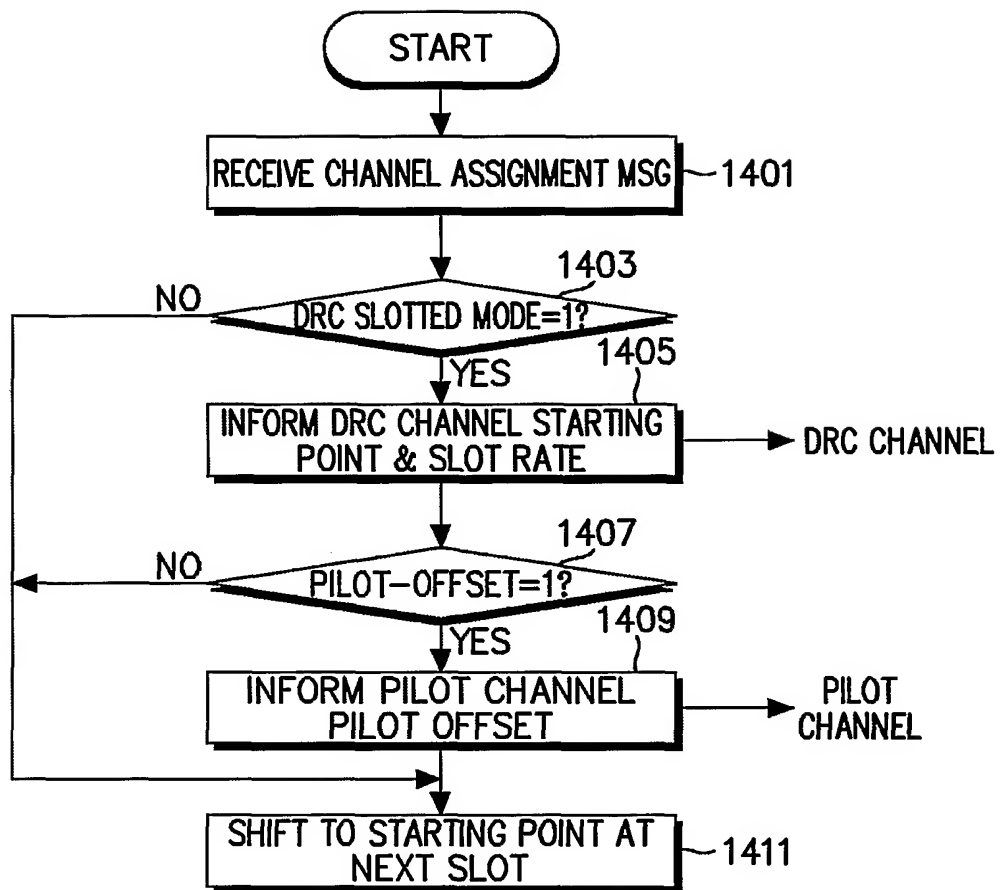 START
RECEIVE CHANNEL ASSIGNMENT MSG
1401
1403
NO
DRC SLOTTED MODE=1?
YES
1405
INFORM DRC CHANNEL STARTING
POINT & SLOT RATE
DRC CHANNEL
1407
NO
PILOT-OFFSET=1?
YES
1409
INFORM PILOT CHANNEL
PILOT OFFSET
PILOT
CHANNEL
SHIFT TO STARTING POINT AT
NEXT SLOT
1411